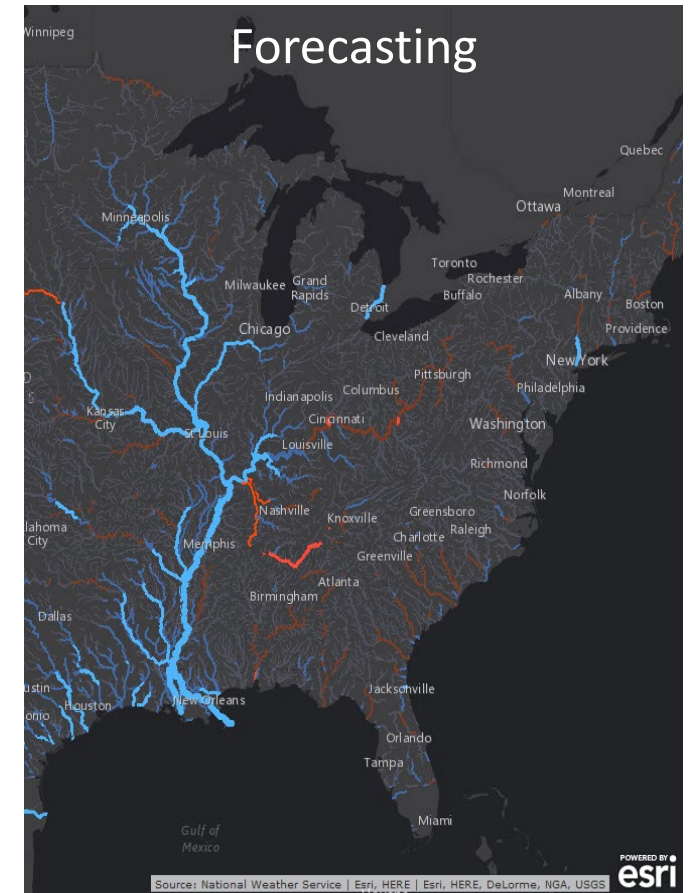 Forecasting
Winnipeg
Quebec
Montreal
Ottawa
Minneapolis
Toronto
Rochester
Milwaukee
Grand
Rapids
Buffalo
Albany
Detroit
Boston
Chicago
Providence
Cleveland
New York
Pittsburgh
Columbus
Philadelphia
Indianapolis
Kansas
City
Cincinnati
Washington
St Louis
Louisville
Richmond
Norfolk
Nashville
Knoxville
Greensboro
lahoma
City
Raleigh
Charlotte
Memphis
Greenville
Atlanta
Birmingham
Dallas
Jacksonville
ustin
New Orleans
Houston
onio
Orlando
Tampa
Miami
Gulf of
Mexico
POWERED BY
esri
Source: National Weather Service | Esri, HERE | Esri, HERE, DeLorme, NGA, USGS